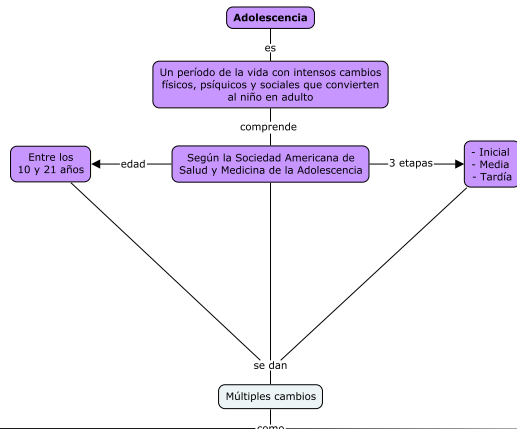 Adolescencia
es
Un período de la vida con intensos cambios
físicos, psíquicos y sociales que convierten
al niño en adulto
comprende
Entre los
10 y 21 años
edad
Según la Sociedad Americana de
Salud y Medicina de la Adolescencia
3 etapas
- Inicial
- Media
- Tardía
se dan
Múltiples cambios
como